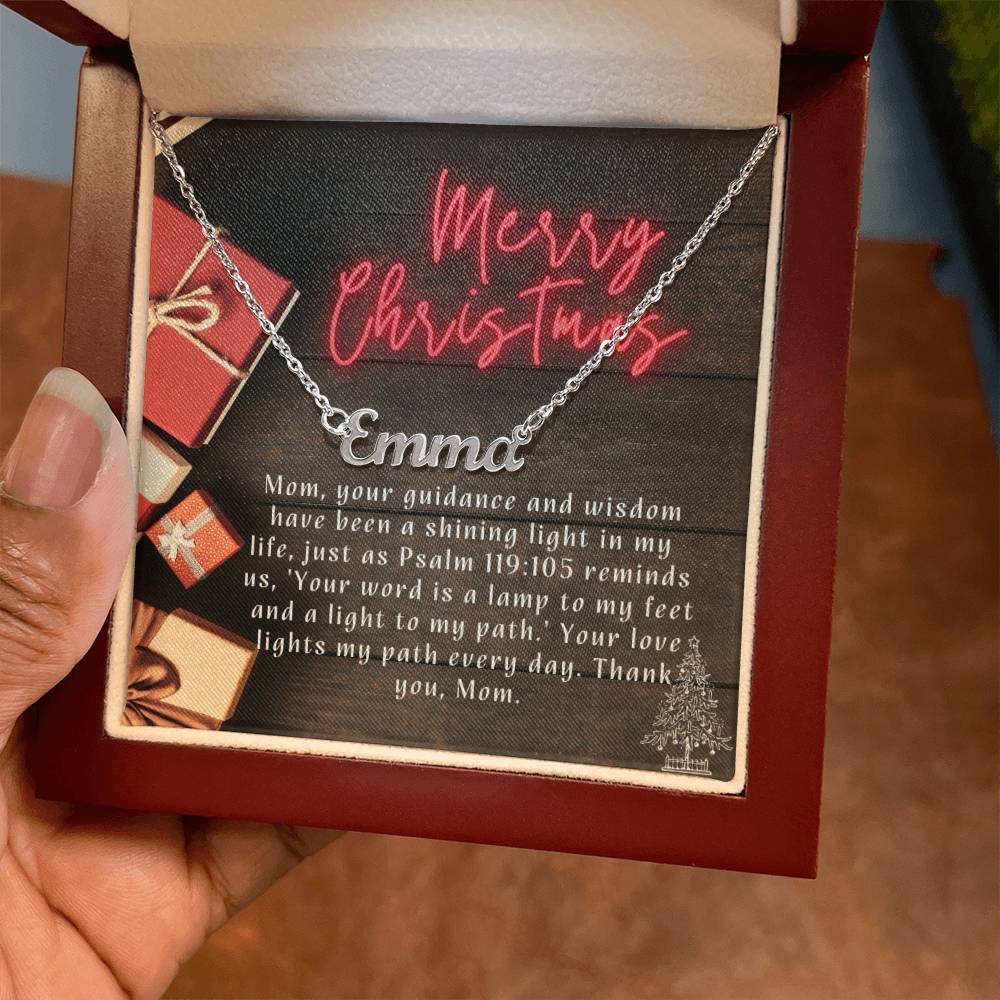 Merry
Christmas
Emma
Mom, your guidance and wisdom
have been a shining light in my
life, just as Psalm 119:105 reminds
us, 'Your word is a lamp to my feet
and a light to my path.' Your love
lights my path every day. Thank
you, Mom.